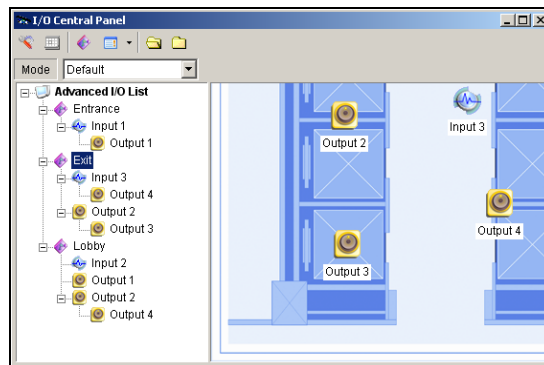 I/O Central Panel
Mode Default
Advanced I/O List
Entrance
Input 1
Output 1
Exit
Input 3
Output 4
Output 2
Output 3
Lobby
Input 2
Output 1
Output 2
Output 4
Output 2
Input 3
Output 4
Output 3